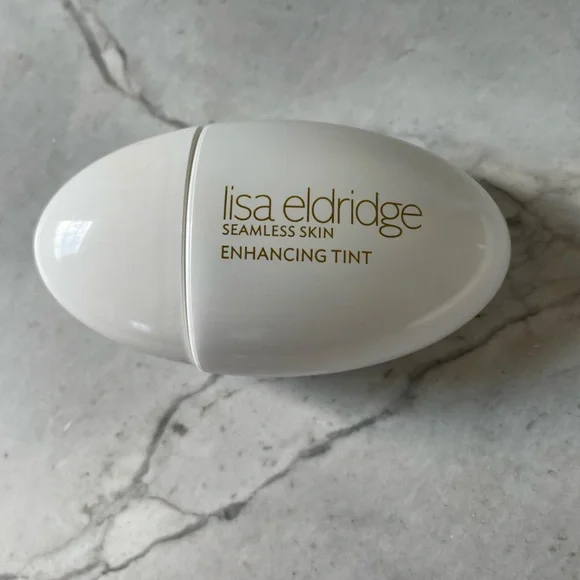 lisa eldridge
SEAMLESS SKIN
ENHANCING TINT